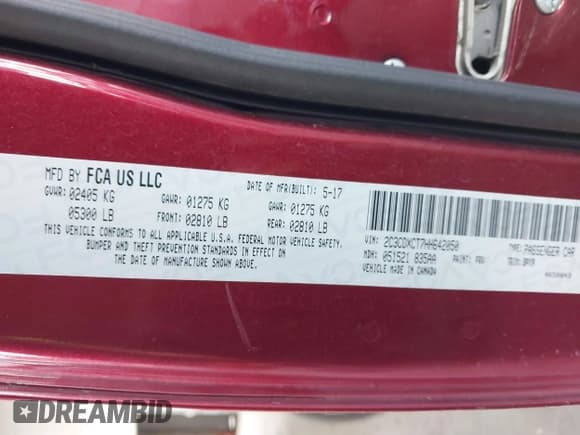 MFD BY FCA US LLC DATE OF MFR(BUILT): 5-17
GVWR: 02405 KG GAWR: 01275 KG GAWR: 01275 KG
05300 LB FRONT: 02810 LB REAR: 02810 LB
THIS VEHICLE CONFORMS TO ALL APPLICABLE U.S.A. FEDERAL MOTOR VEHICLE SAFETY,
BUMPER AND THEFT PREVENTION STANDARDS IN EFFECT ON
THE DATE OF MANUFACTURE SHOWN ABOVE.
VIN: 2C3CDXCT7HH642050 TYPE: PASSENGER CAR
MDH: 051521 835AA PAINT: PRV TRIM:
VEHICLE MADE IN CANADA
DREAMBID